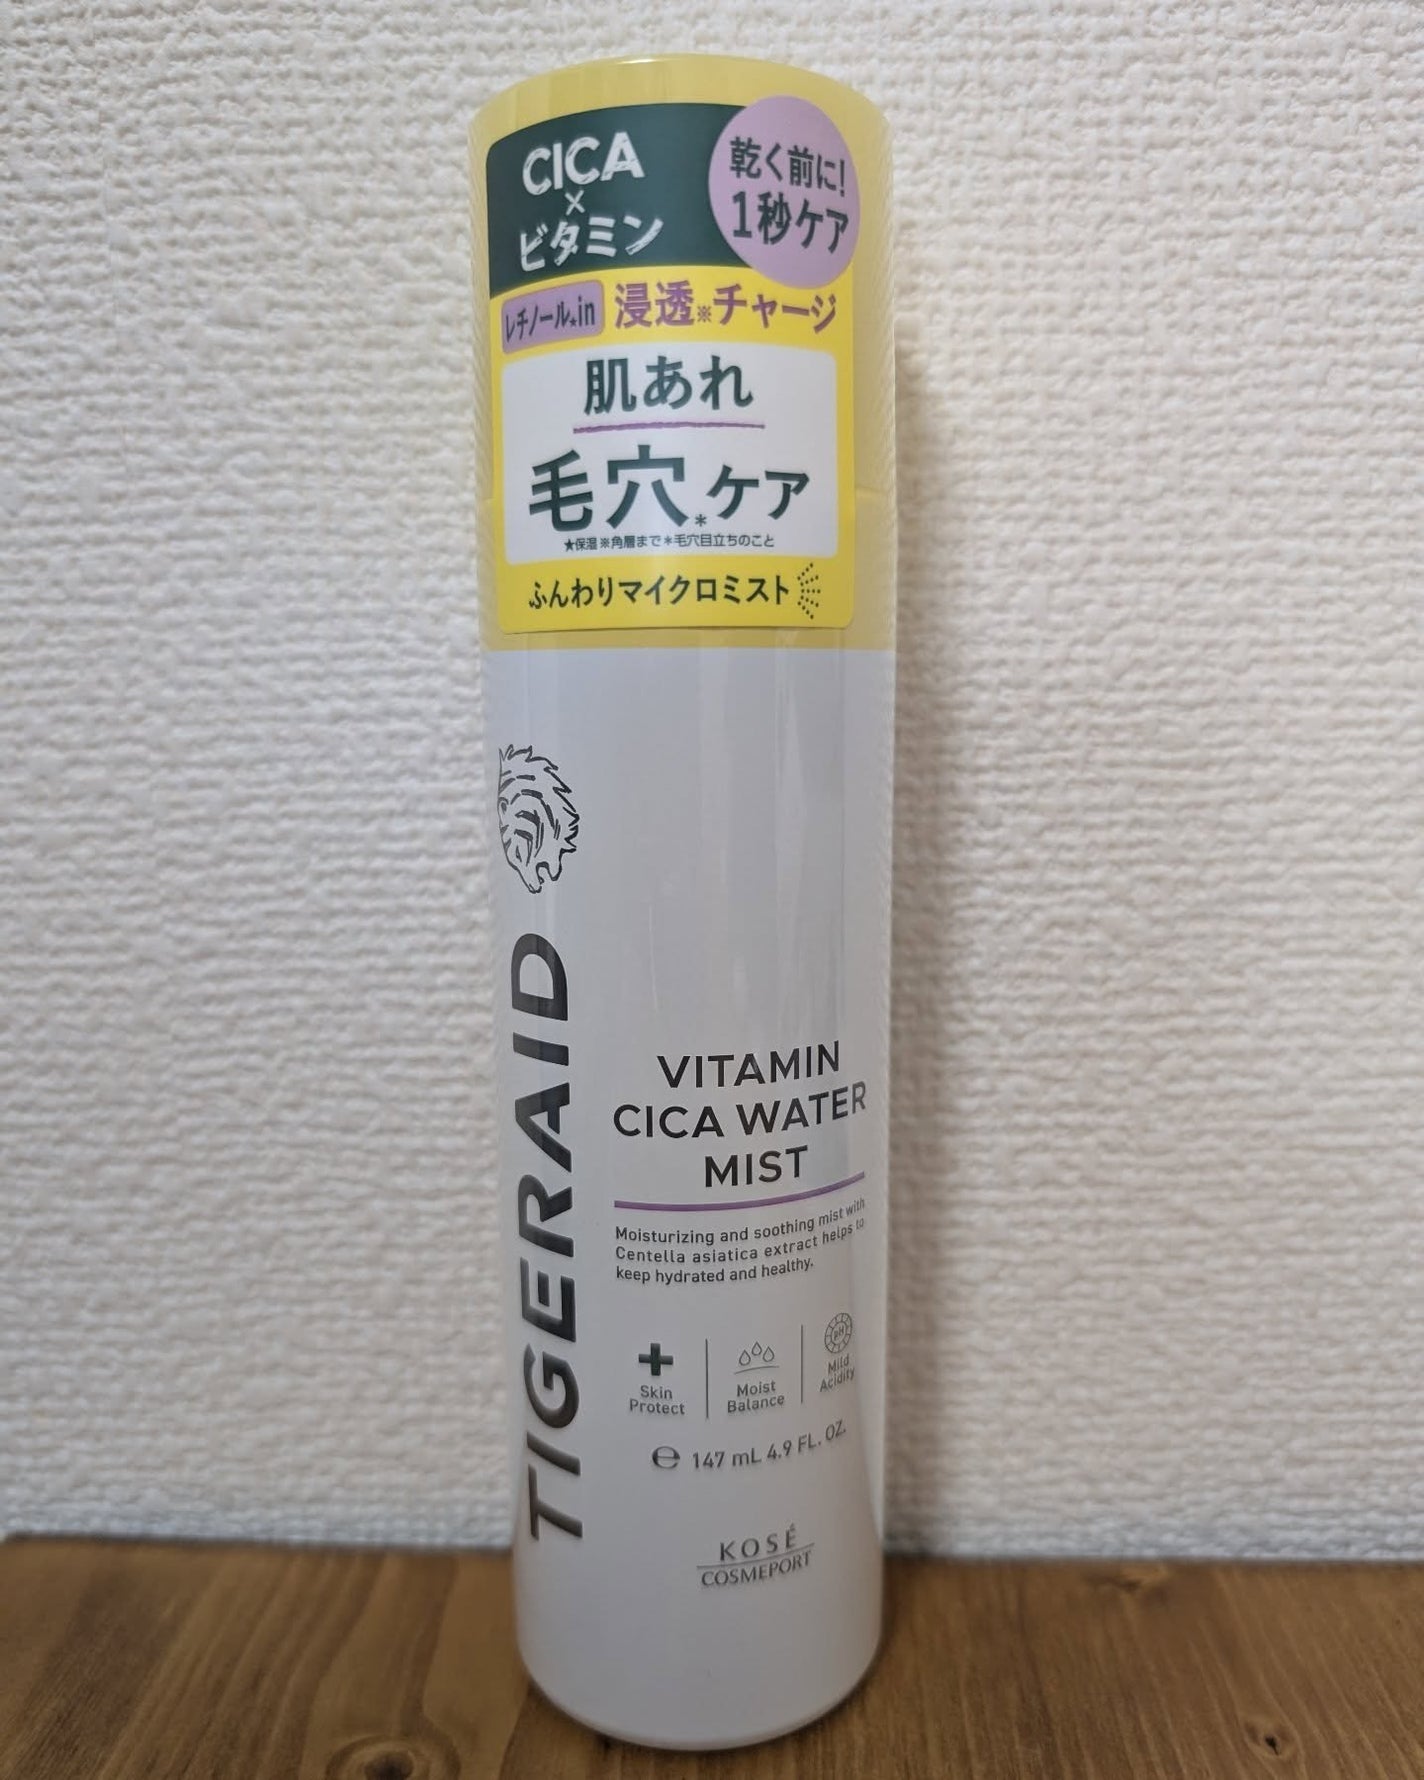 CICA
×
ビタミン
乾く前に!
1秒ケア
レチノール★in 浸透※チャージ
肌あれ
毛穴*ケア
★保湿※角層まで*毛穴目立ちのこと
ふんわりマイクロミスト
TIGERAID
VITAMIN
CICA WATER
MIST
Moisturizing and soothing mist with
Centella asiatica extract helps to
keep hydrated and healthy.
Skin
Protect
Moist
Balance
pH
Mild
Acidity
℮ 147 mL 4.9 FL. OZ.
KOSÉ
COSMEPORT